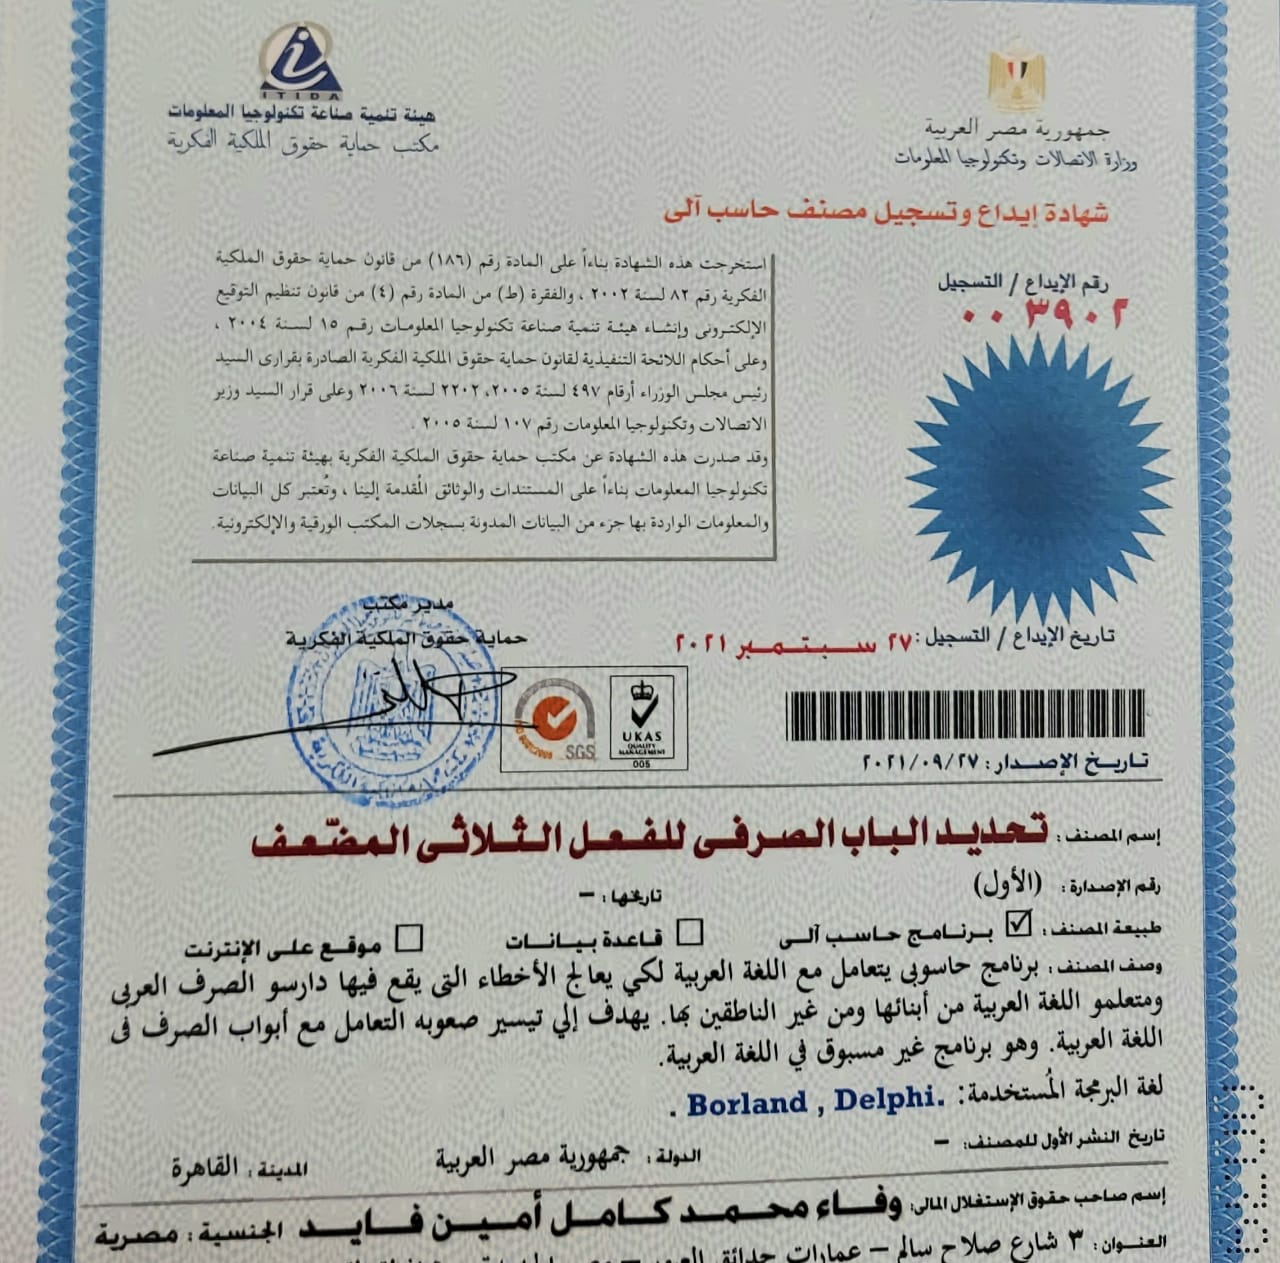 ITIDA
هيئة تنمية صناعة تكنولوجيا المعلومات
مكتب حماية حقوق الملكية الفكرية
جمهورية مصر العربية
وزارة الاتصالات وتكنولوجيا المعلومات
شهادة إيداع وتسجيل مصنف حاسب آلى
رقم الإيداع / التسجيل
٠٠٣٩٠٢
استخرجت هذه الشهادة بناءاً على المادة رقم (١٨٦) من قانون حماية حقوق الملكية
الفكرية رقم ٨٢ لسنة ٢٠٠٢ ، والفقرة (ط) من المادة رقم (٤) من قانون تنظيم التوقيع
الإلكترونى وإنشاء هيئة تنمية صناعة تكنولوجيا المعلومات رقم ١٥ لسنة ٢٠٠٤ ،
وعلى أحكام اللائحة التنفيذية لقانون حماية حقوق الملكية الفكرية الصادرة بقرارى السيد
رئيس مجلس الوزراء أرقام ٤٩٧ لسنة ٢٠٠٥، ٢٢٠٢ لسنة ٢٠٠٦ وعلى قرار السيد وزير
الاتصالات وتكنولوجيا المعلومات رقم ١٠٧ لسنة ٢٠٠٥ .
وقد صدرت هذه الشهادة عن مكتب حماية حقوق الملكية الفكرية بهيئة تنمية صناعة
تكنولوجيا المعلومات بناءاً على المستندات والوثائق المُقدمة إلينا ، وتُعتبر كل البيانات
والمعلومات الواردة بها جزء من البيانات المدونة بسجلات المكتب الورقية والإلكترونية.
مدير مكتب
حماية حقوق الملكية الفكرية
تاريخ الإيداع / التسجيل: ٢٧ سبتمبر ٢٠٢١
SGS
UKAS
QUALITY
MANAGEMENT
005
تاريخ الإصدار: ٢٠٢١/٠٩/٢٧
إسم المصنف: تحديد الباب الصرفى للفعل الثلاثى المضّعف
رقم الإصدارة: (الأول) تاريخها: –
طبيعة المصنف: ☑ برنامج حاسب آلى ☐ قاعدة بيانات ☐ موقع على الإنترنت
وصف المصنف: برنامج حاسوبى يتعامل مع اللغة العربية لكي يعالج الأخطاء التى يقع فيها دارسو الصرف العربى
ومتعلمو اللغة العربية من أبنائها ومن غير الناطقين بها. يهدف إلي تيسير صعوبه التعامل مع أبواب الصرف فى
اللغة العربية. وهو برنامج غير مسبوق في اللغة العربية.
لغة البرمجة المُستخدمة: Borland , Delphi. .
تاريخ النشر الأول للمصنف: –
الدولة: جمهورية مصر العربية المدينة: القاهرة
إسم صاحب حقوق الإستغلال المالى: وفاء محمد كامل أمين فايد الجنسية: مصرية
العنوان: ٣ شارع صلاح سالم – عمارات حدائق